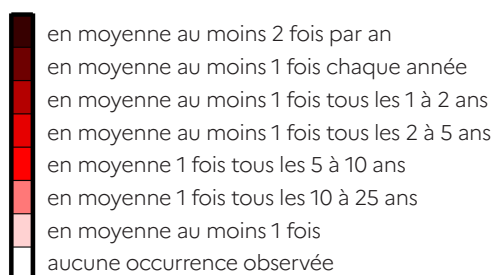 en moyenne au moins 2 fois par an
en moyenne au moins 1 fois chaque année
en moyenne au moins 1 fois tous les 1 à 2 ans
en moyenne au moins 1 fois tous les 2 à 5 ans
en moyenne 1 fois tous les 5 à 10 ans
en moyenne 1 fois tous les 10 à 25 ans
en moyenne au moins 1 fois
aucune occurrence observée